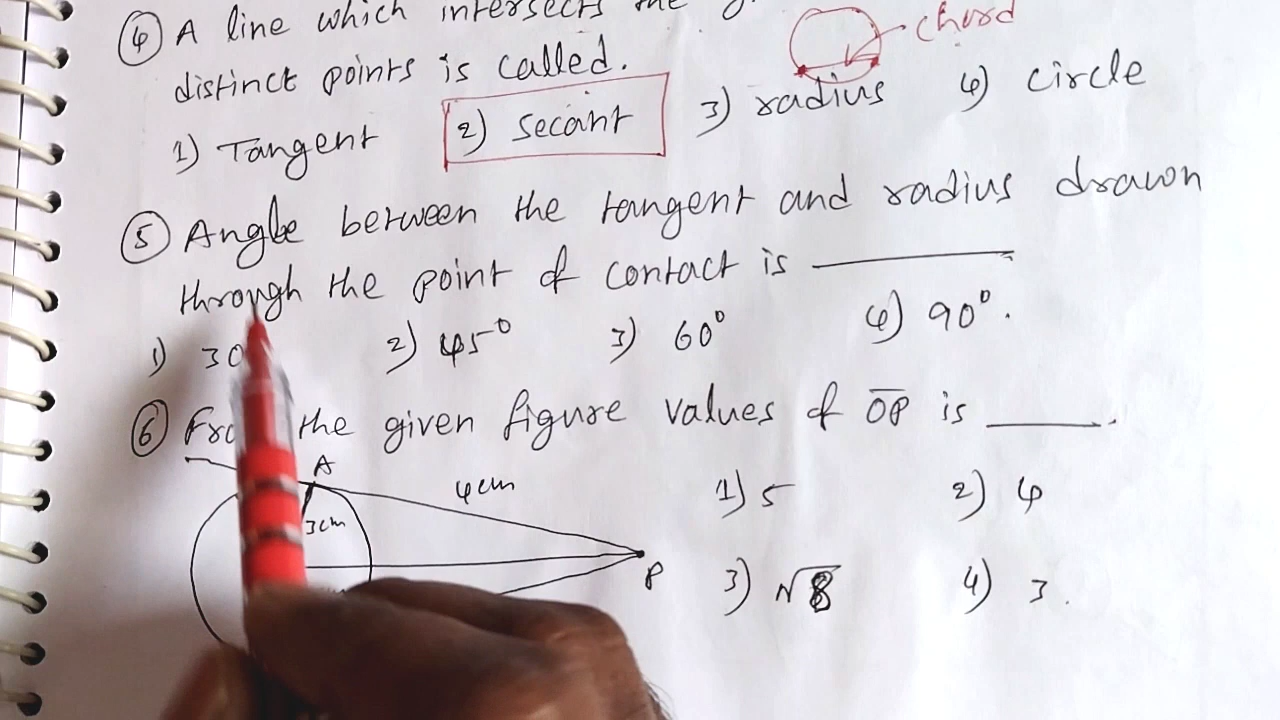 ④ A line which intersects the
chord
distinct points is called.
1) Tangent 2) secant 3) radius 4) circle
⑤ Angle between the tangent and radius drawn
through the point of contact is ______
1) 30 2) 45° 3) 60° 4) 90°.
⑥ the given figure values of OP is ______.
A
4cm
3cm
P
1) 5 2) 4
3) √8 4) 3.